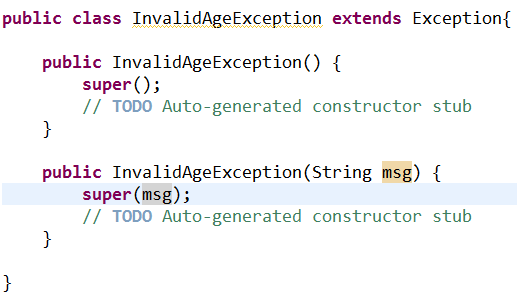 public class InvalidAgeException extends Exception{
public InvalidAgeException() {
super();
// TODO Auto-generated constructor stub
}
public InvalidAgeException(String msg) {
super(msg);
// TODO Auto-generated constructor stub
}
}